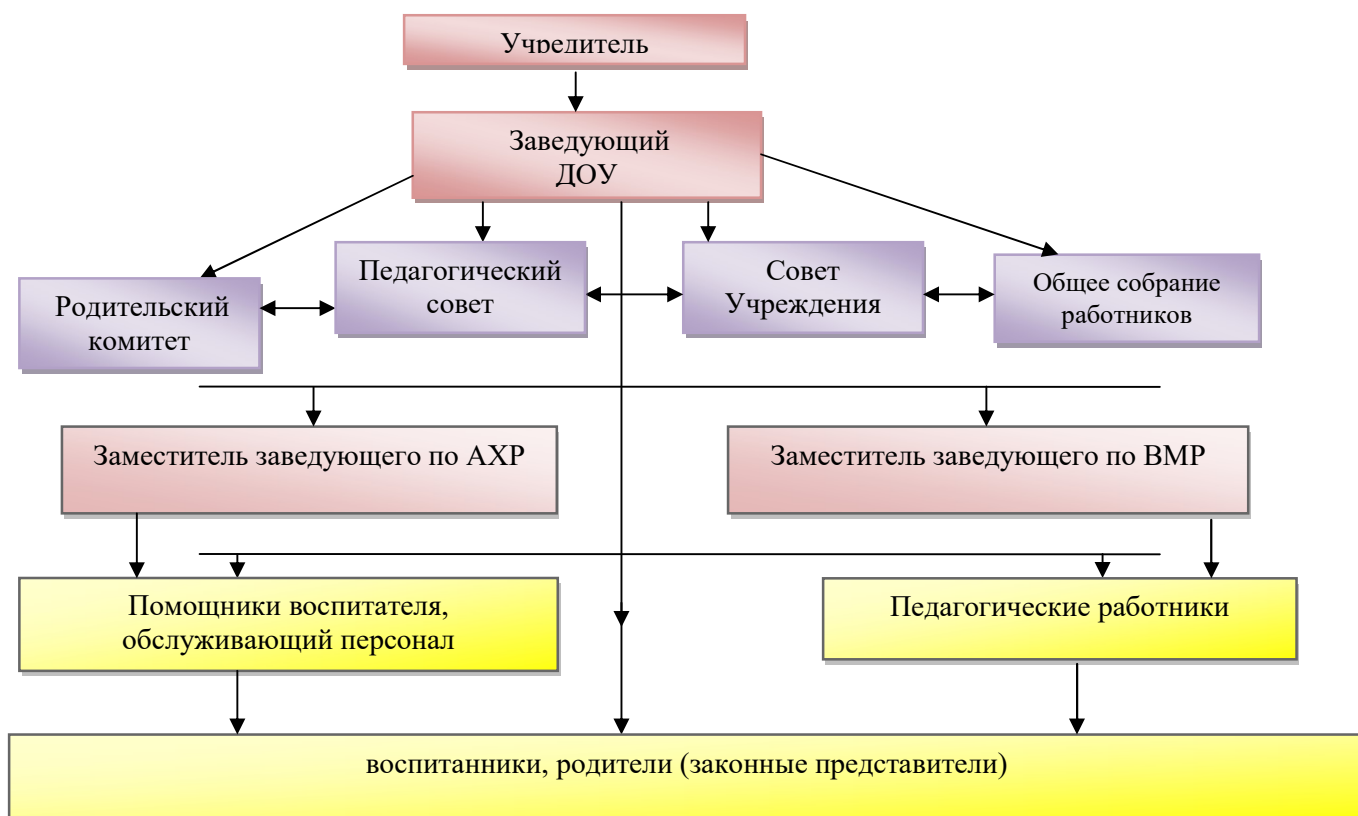 Учредитель
Заведующий
ДОУ
Родительский
комитет
Педагогический
совет
Совет
Учреждения
Общее собрание
работников
Заместитель заведующего по АХР
Заместитель заведующего по ВМР
Помощники воспитателя,
обслуживающий персонал
Педагогические работники
воспитанники, родители (законные представители)